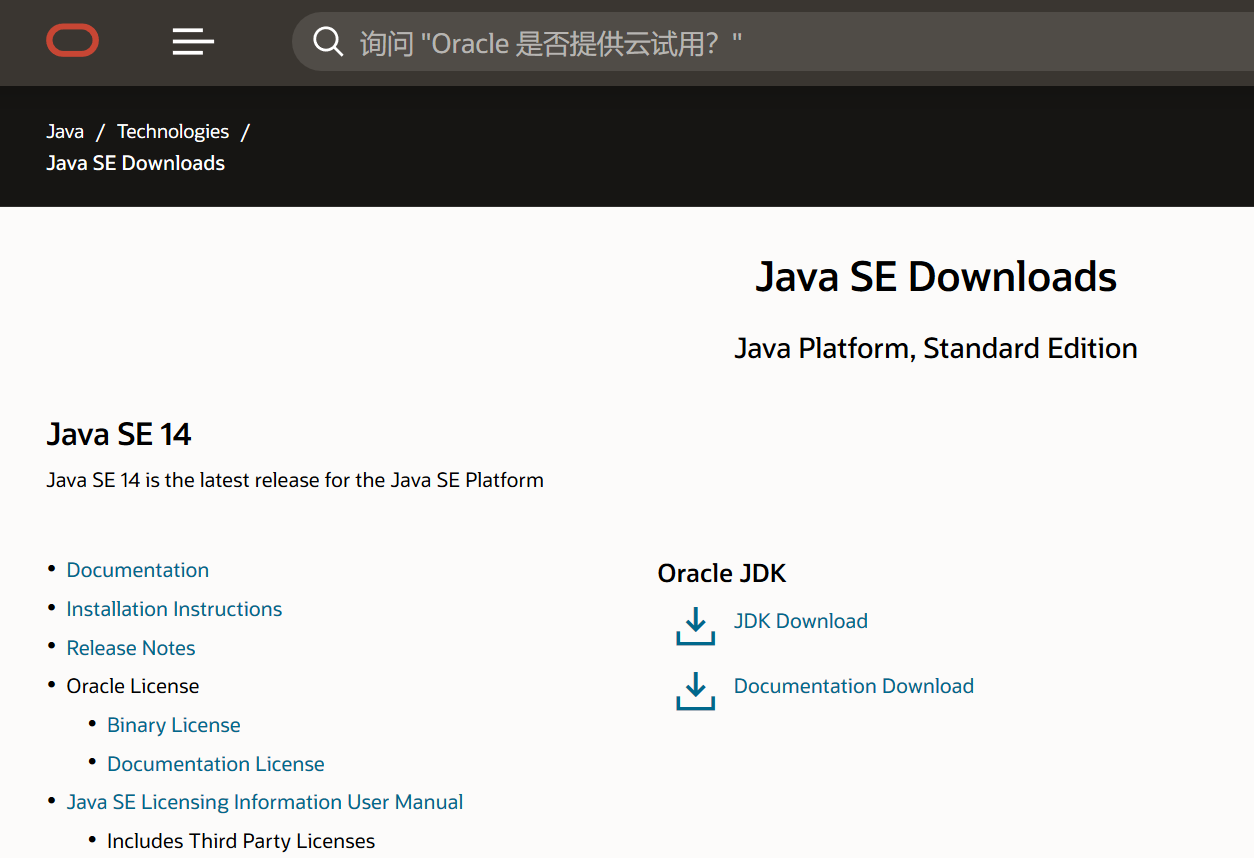 询问 "Oracle 是否提供云试用？"
Java / Technologies /
Java SE Downloads
Java SE Downloads
Java Platform, Standard Edition
Java SE 14
Java SE 14 is the latest release for the Java SE Platform
• Documentation
• Installation Instructions
• Release Notes
• Oracle License
• Binary License
• Documentation License
• Java SE Licensing Information User Manual
• Includes Third Party Licenses
Oracle JDK
JDK Download
Documentation Download